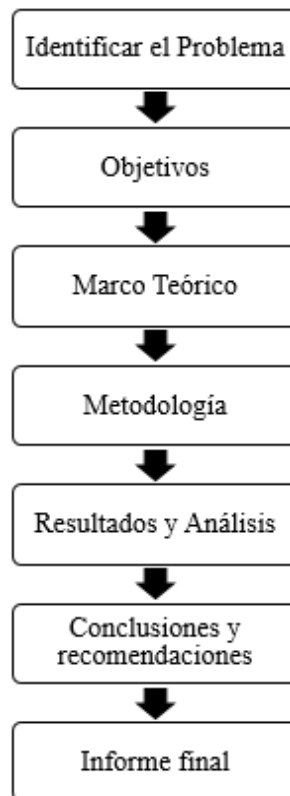 Identificar el Problema
Objetivos
Marco Teórico
Metodología
Resultados y Análisis
Conclusiones y
recomendaciones
Informe final